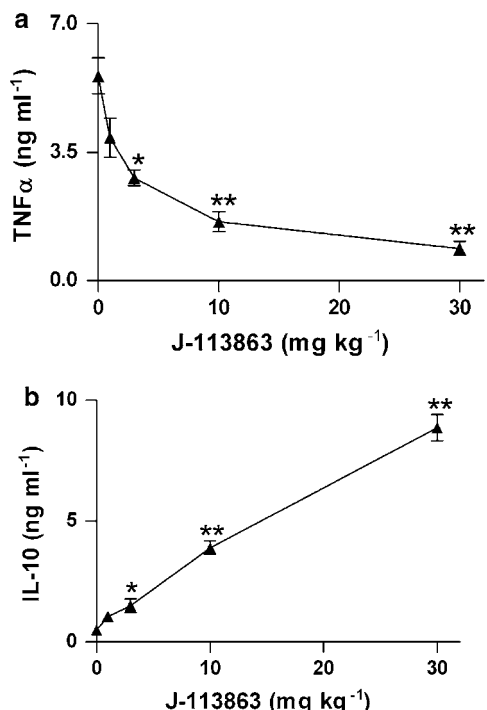 a
7.0
3.5
0.0
TNFα (ng ml⁻¹)
*
**
**
0 10 20 30
J-113863 (mg kg⁻¹)
b
10
5
0
IL-10 (ng ml⁻¹)
*
**
**
0 10 20 30
J-113863 (mg kg⁻¹)